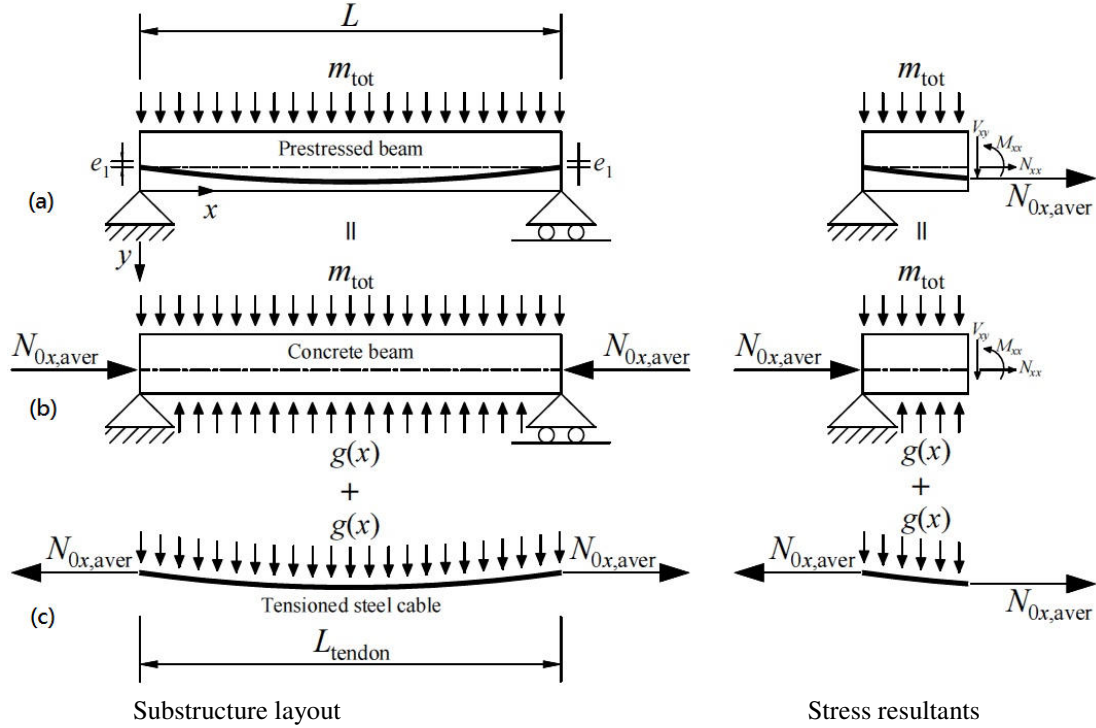 L
m_tot m_tot
Prestressed beam
e_1 e_1
V_xy
M_xx
N_xx
N_0x,aver
(a)
x
=
=
y
m_tot m_tot
N_0x,aver Concrete beam N_0x,aver
N_0x,aver
V_xy
M_xx
N_xx
(b)
g(x) g(x)
+ +
g(x) g(x)
N_0x,aver N_0x,aver N_0x,aver
Tensioned steel cable
N_0x,aver
(c)
L_tendon
Substructure layout Stress resultants